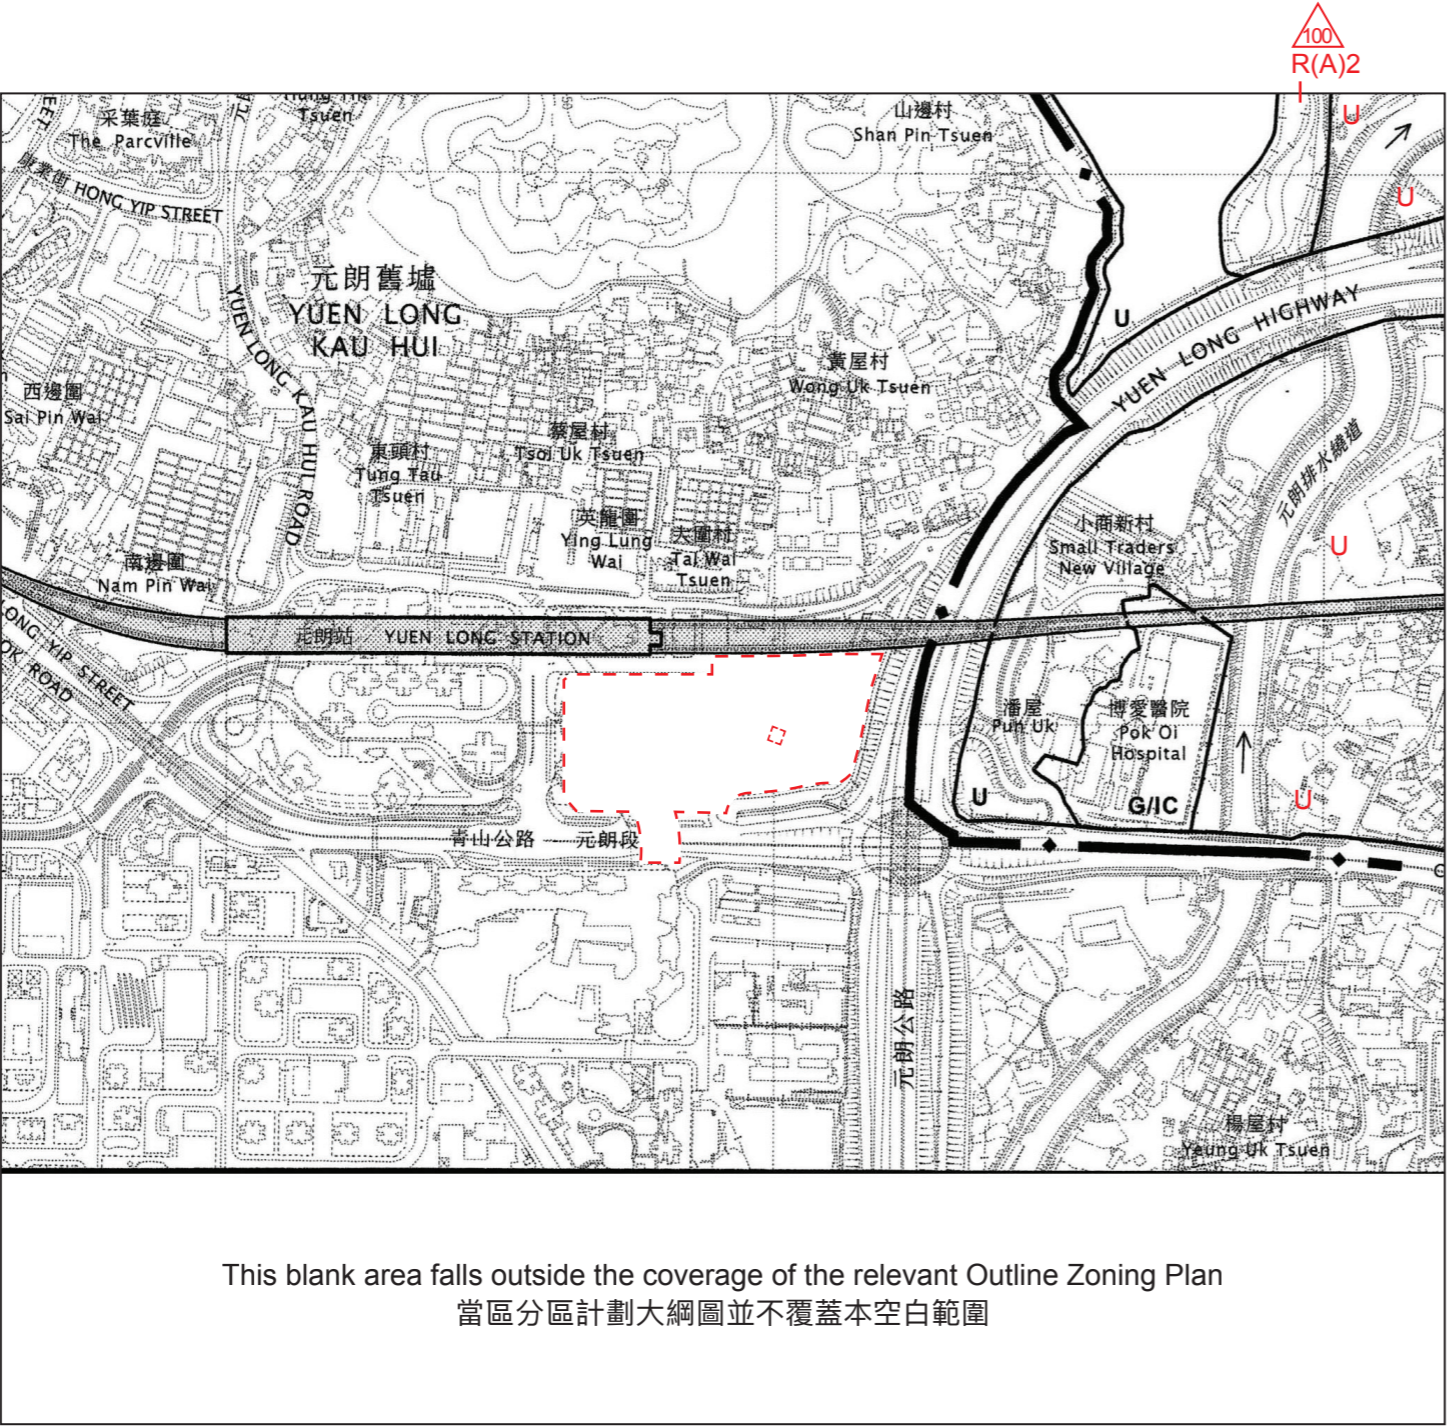 100
R(A)2
U
U
采葉庭
The Parcville
Tsuen
山邊村
Shan Pin Tsuen
康業街 HONG YIP STREET
元朗舊墟
YUEN LONG
KAU HUI
YUEN LONG KAU HUI ROAD
U
YUEN LONG HIGHWAY
黃屋村
Wong Uk Tsuen
西邊圍
Sai Pin Wai
東頭村
Tung Tau
Tsuen
蔡屋村
Tsoi Uk Tsuen
英龍圍
Ying Lung
Wai
大圍村
Tai Wai
Tsuen
元朗排水繞道
小商新村
Small Traders
New Village
U
南邊圍
Nam Pin Wai
元朗站 YUEN LONG STATION
LONG YIP STREET
OK ROAD
潘屋
Pun Uk
博愛醫院
Pok Oi
Hospital
U
G/IC
U
青山公路 元朗段
元朗公路
楊屋村
Yeung Uk Tsuen
This blank area falls outside the coverage of the relevant Outline Zoning Plan
當區分區計劃大綱圖並不覆蓋本空白範圍